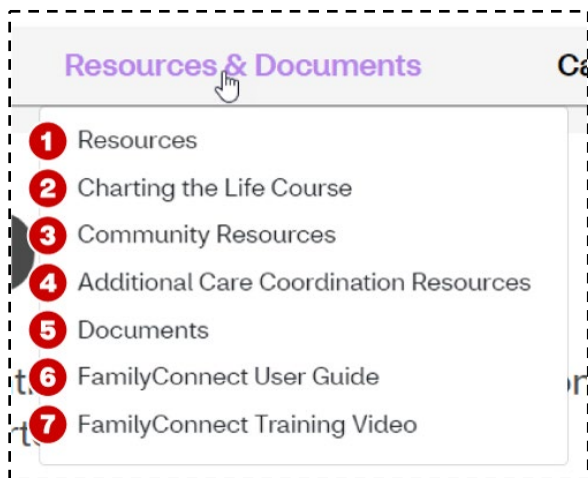 Resources & Documents
1 Resources
2 Charting the Life Course
3 Community Resources
4 Additional Care Coordination Resources
5 Documents
6 FamilyConnect User Guide
7 FamilyConnect Training Video